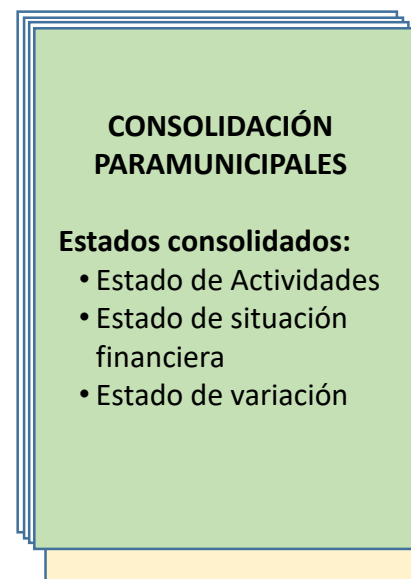 CONSOLIDACIÓN
PARAMUNICIPALES
Estados consolidados:
• Estado de Actividades
• Estado de situación
financiera
• Estado de variación